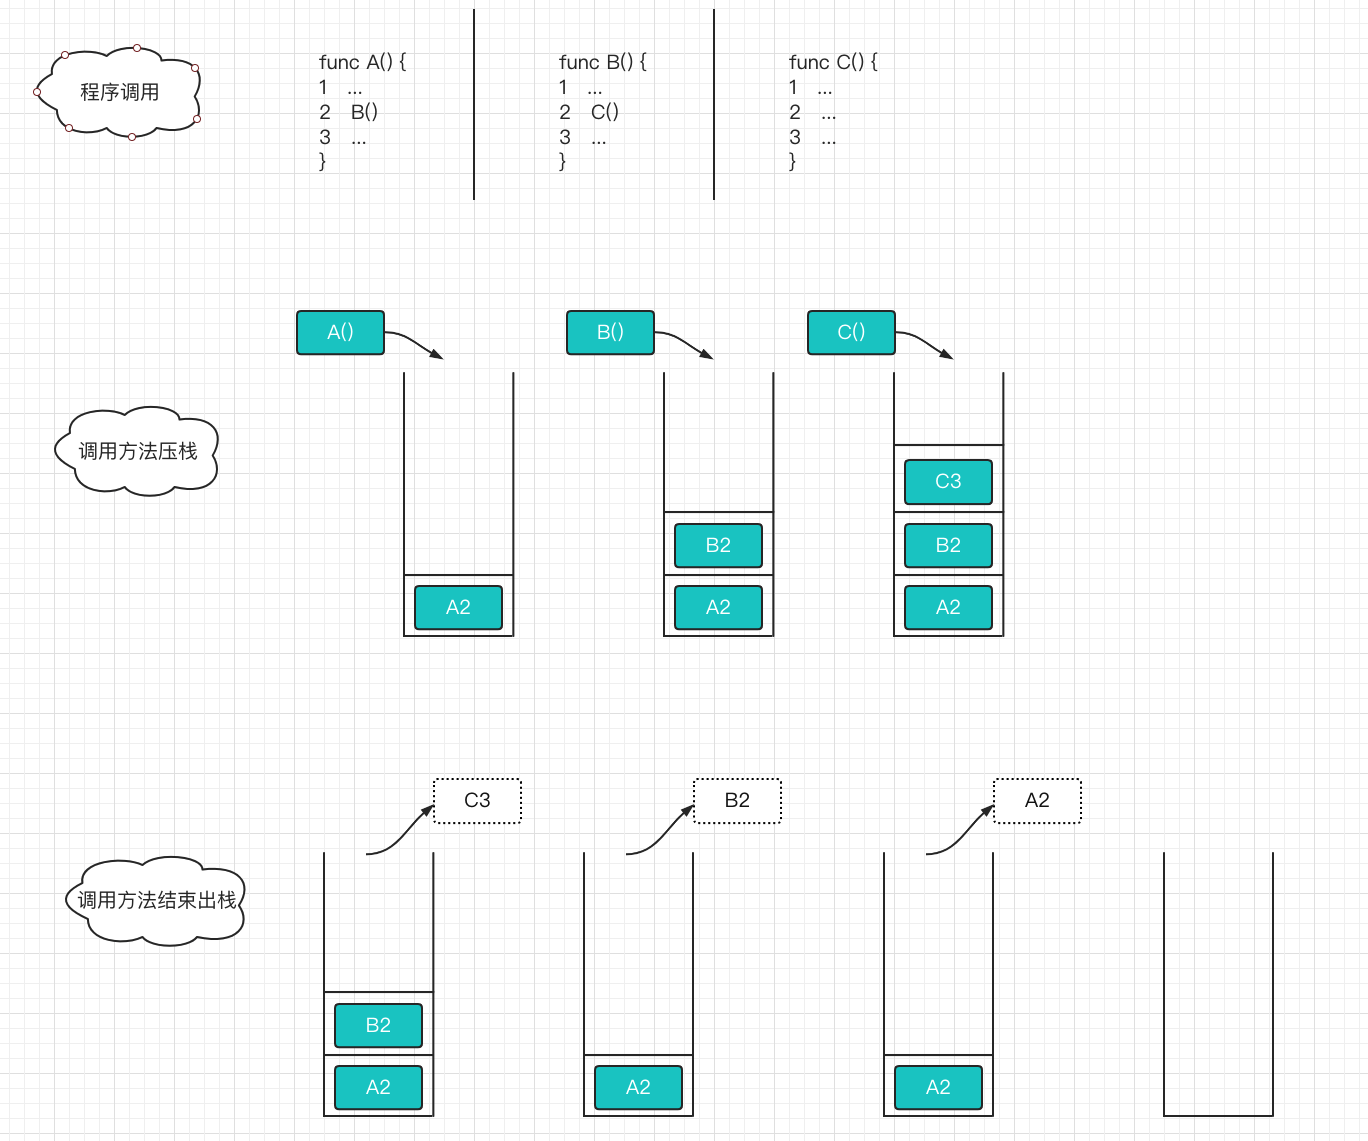 程序调用
func A() {
1 ...
2 B()
3 ...
}
func B() {
1 ...
2 C()
3 ...
}
func C() {
1 ...
2 ...
3 ...
}
A()
B()
C()
调用方法压栈
A2
B2
A2
C3
B2
A2
C3
B2
A2
调用方法结束出栈
B2
A2
A2
A2